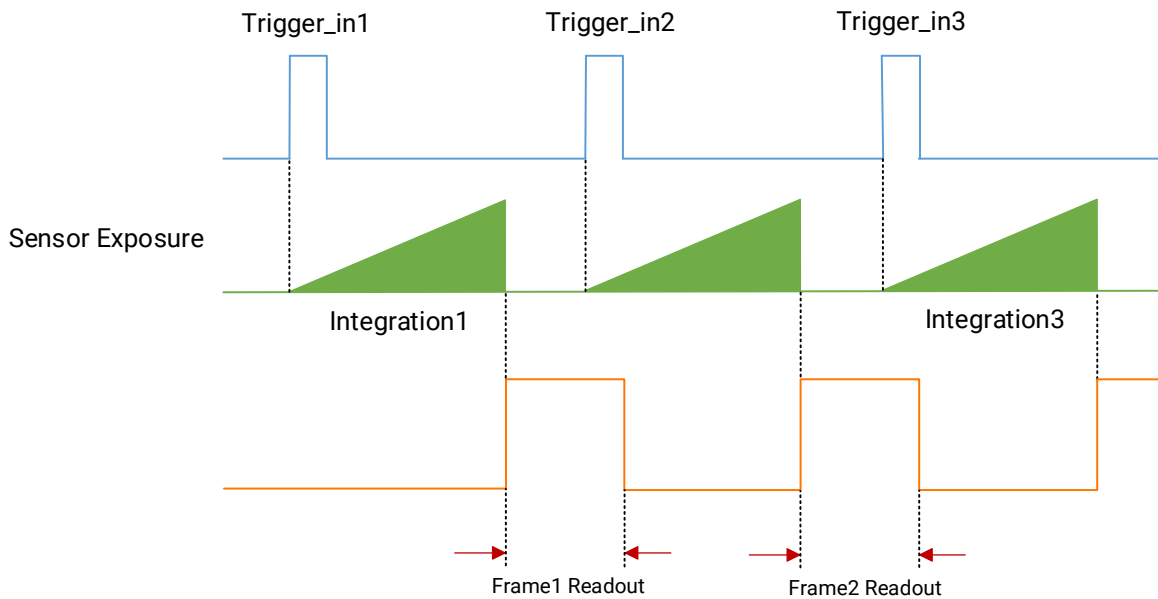 Trigger_in1
Trigger_in2
Trigger_in3
Sensor Exposure
Integration1
Integration3
Frame1 Readout
Frame2 Readout